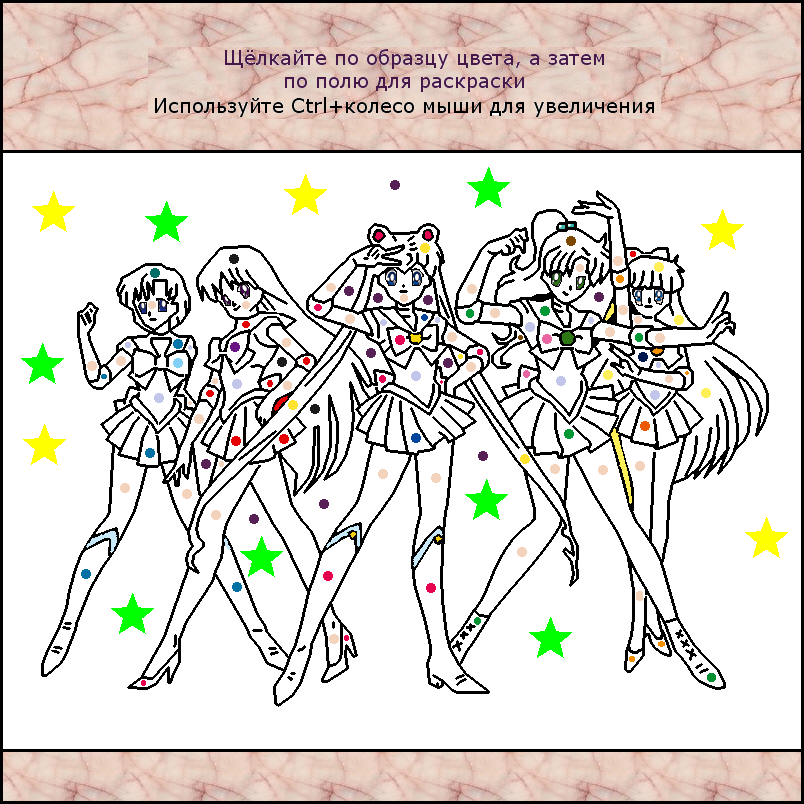 Щёлкайте по образцу цвета, а затем
по полю для раскраски
Используйте Ctrl+колесо мыши для увеличения